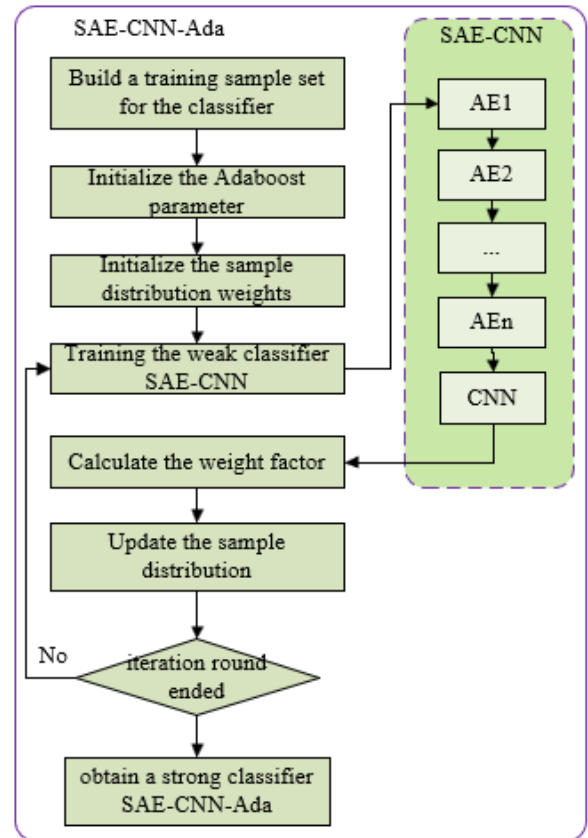 SAE-CNN-Ada
Build a training sample set
for the classifier
Initialize the Adaboost
parameter
Initialize the sample
distribution weights
Training the weak classifier
SAE-CNN
Calculate the weight factor
Update the sample
distribution
No
iteration round
ended
obtain a strong classifier
SAE-CNN-Ada
SAE-CNN
AE1
AE2
...
AEn
CNN